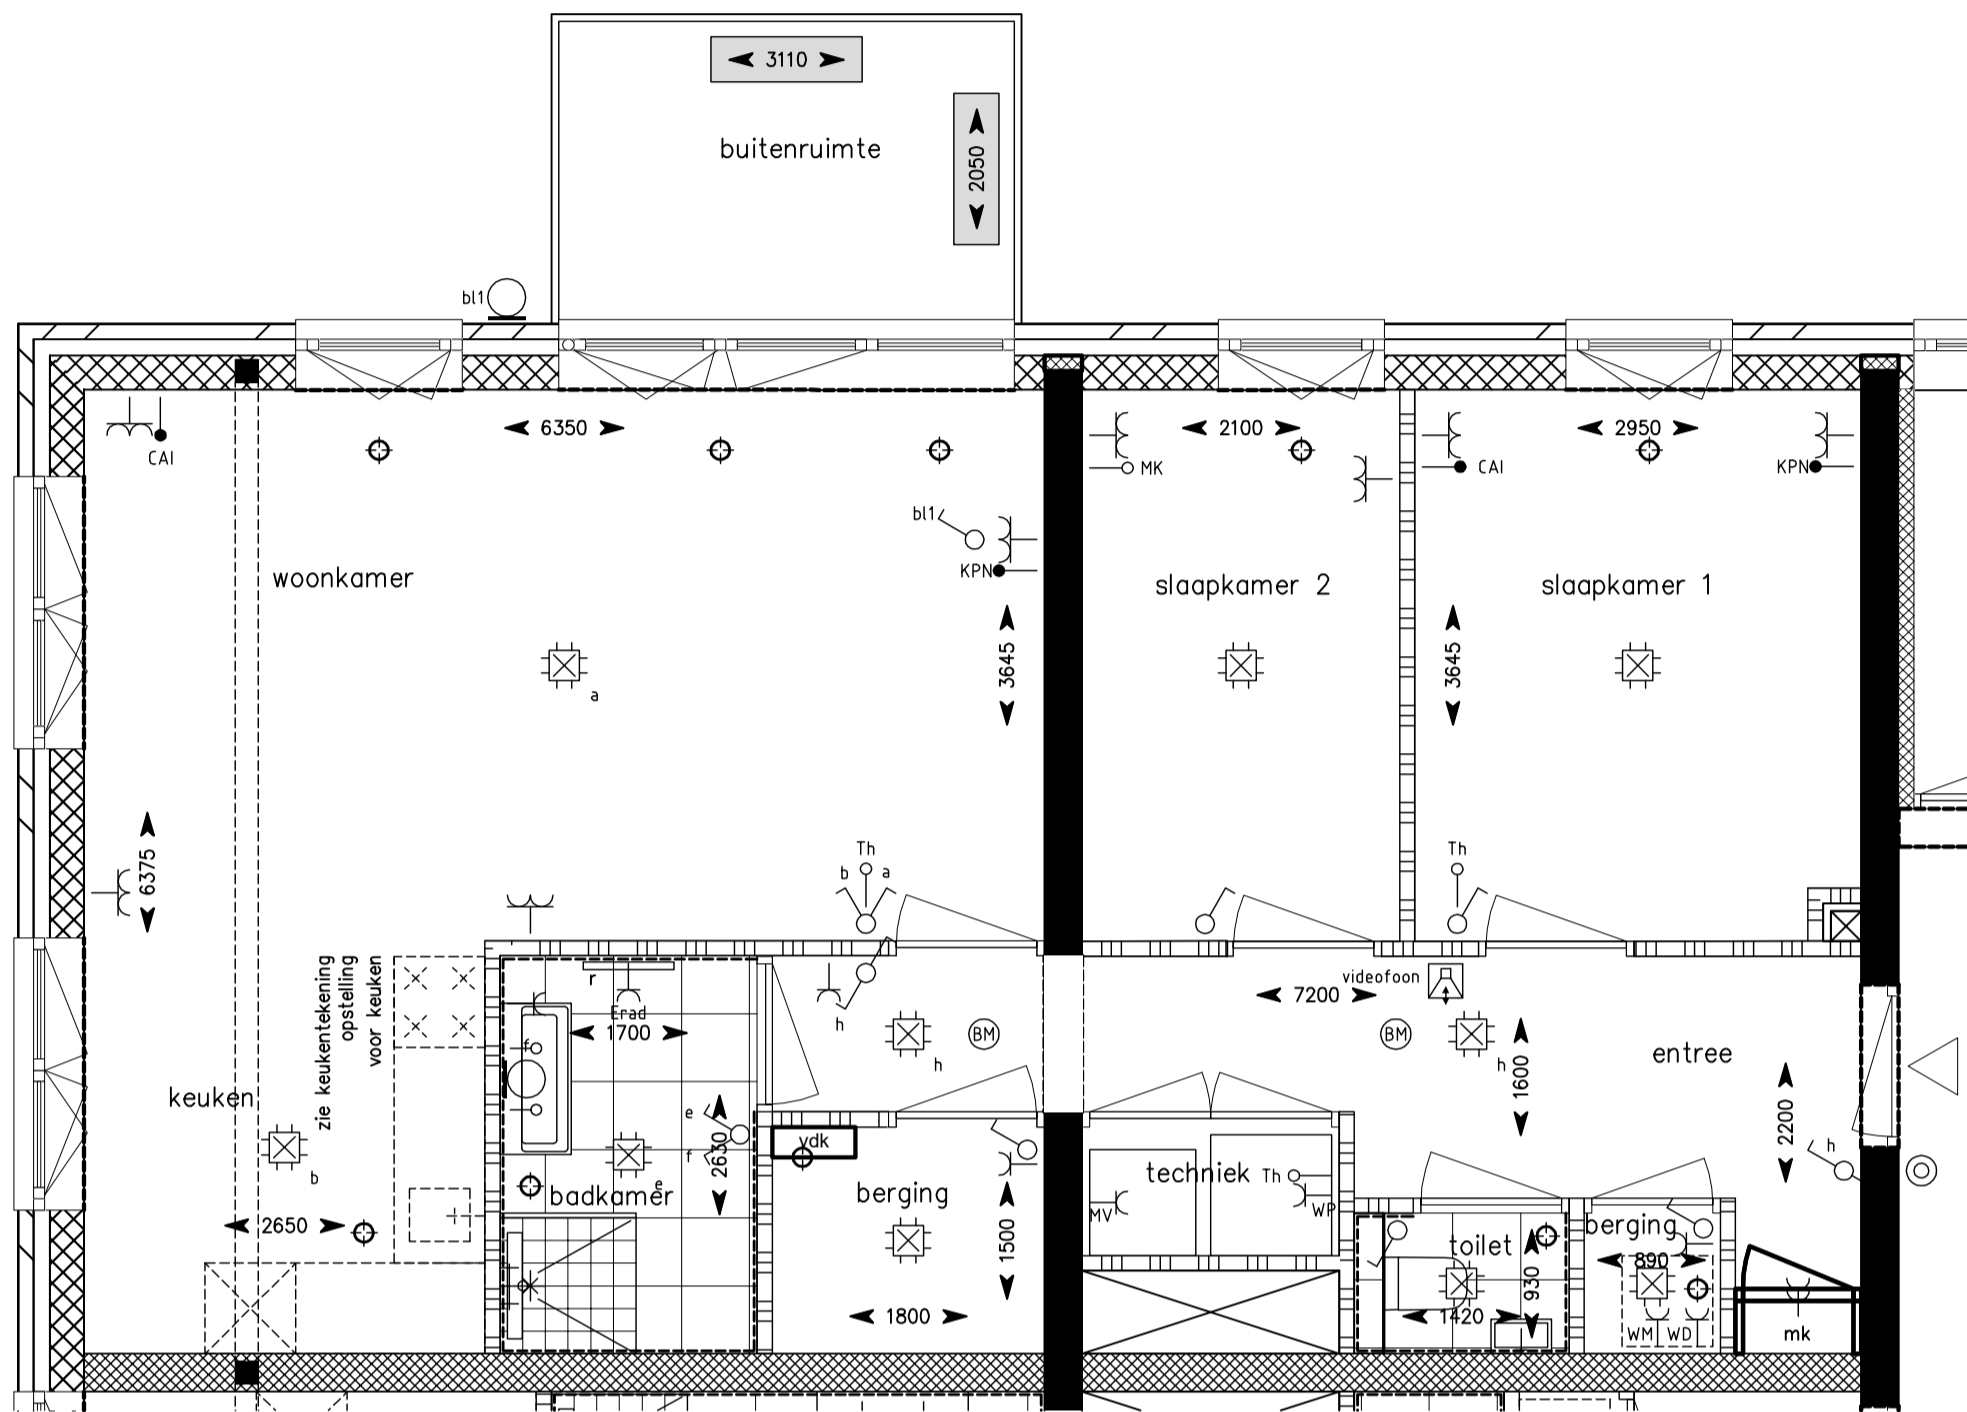 3110
2050
buitenruimte
bl1
6350
2100
2950
CAI
MK
CAI
KPN
bl1
KPN
woonkamer
slaapkamer 2
slaapkamer 1
3645
3645
a
6375
Th
b
a
Th
zie keukentekening
opstelling
voor keuken
r
Erad
1700
h
BM
h
7200
videofoon
BM
h
1600
entree
2200
h
keuken
b
2650
f
e
f
2630
e
badkamer
vdk
berging
1500
1800
techniek
Th
MV
WP
toilet
930
1420
berging
890
WM
WD
mk